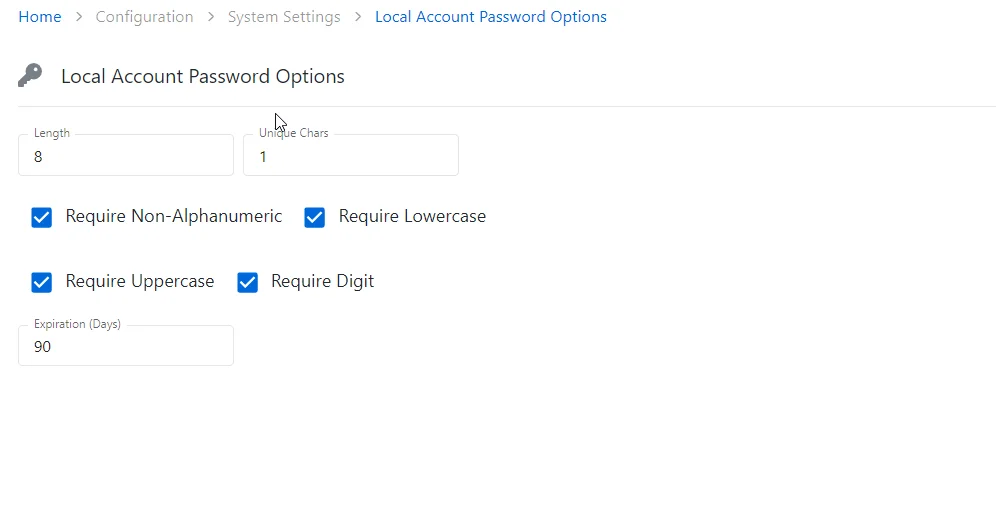 Home > Configuration > System Settings > Local Account Password Options
Local Account Password Options
Length Unique Chars
8 1
Require Non-Alphanumeric Require Lowercase
Require Uppercase Require Digit
Expiration (Days)
90